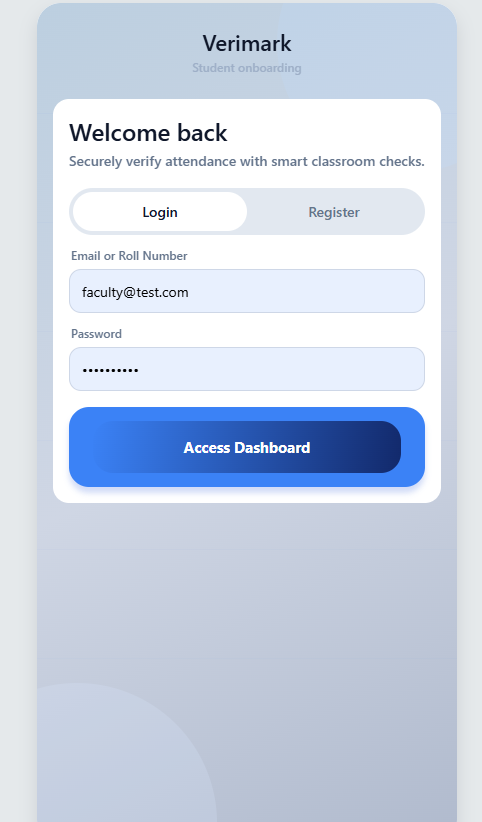 Verimark
Student onboarding
Welcome back
Securely verify attendance with smart classroom checks.
Login
Register
Email or Roll Number
faculty@test.com
Password
••••••••••
Access Dashboard